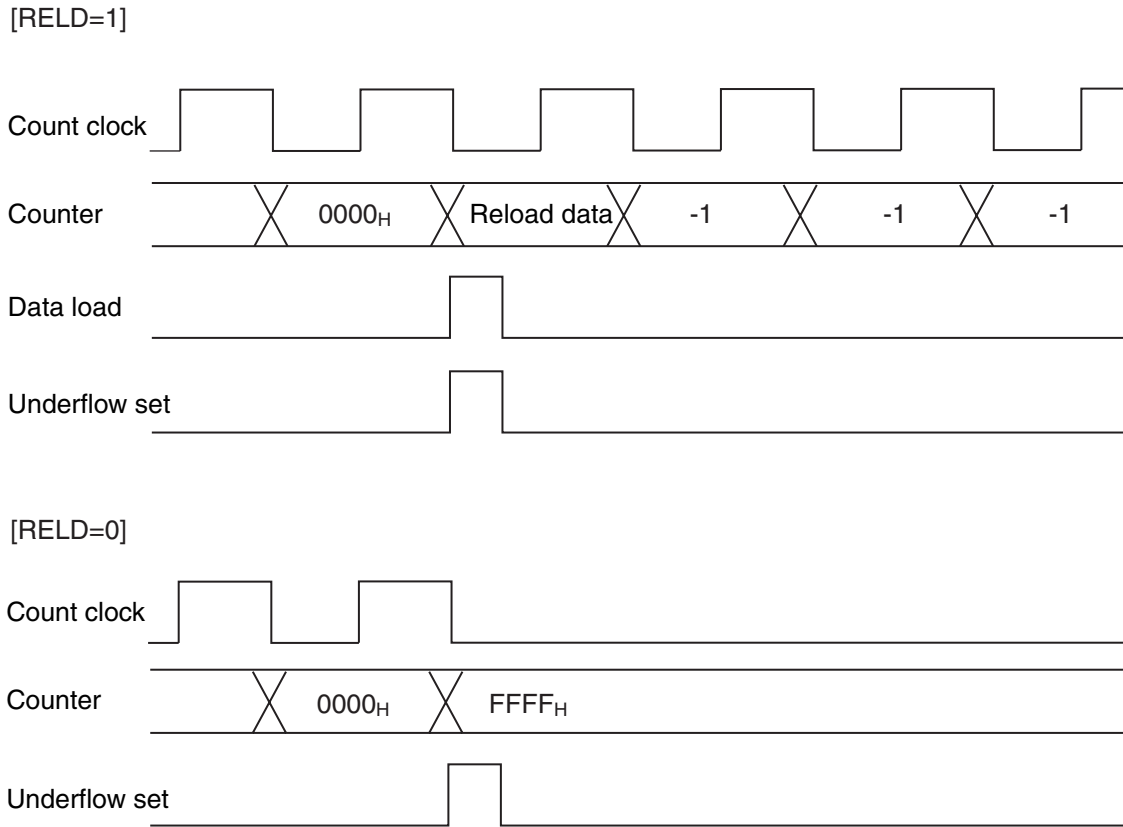 [RELD=1]
Count clock
Counter 0000H Reload data -1 -1 -1
Data load
Underflow set
[RELD=0]
Count clock
Counter 0000H FFFFH
Underflow set